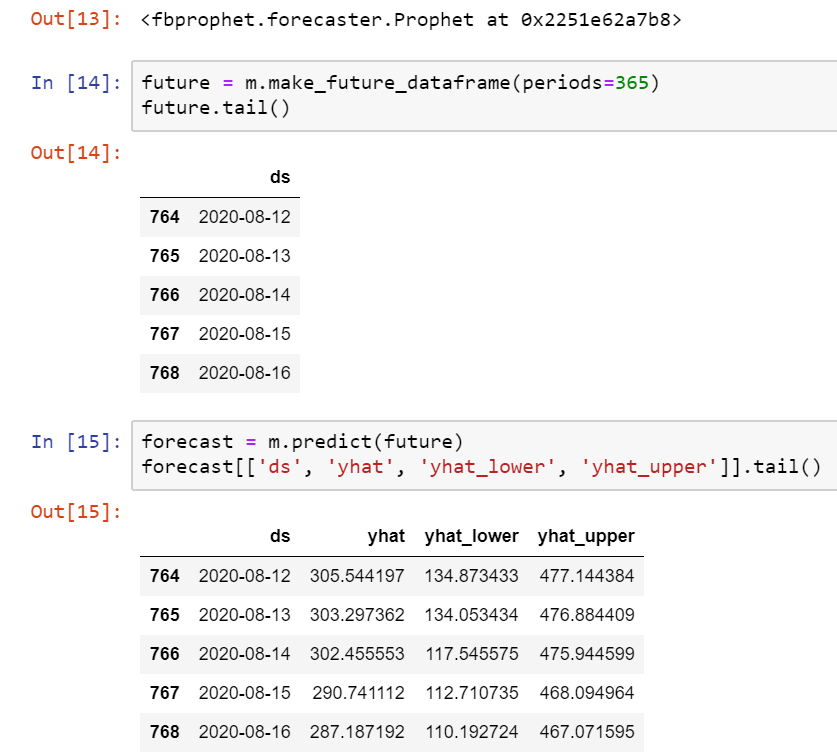 Out[13]: <fbprophet.forecaster.Prophet at 0x2251e62a7b8>
In [14]: future = m.make_future_dataframe(periods=365)
future.tail()
Out[14]:
ds
764 2020-08-12
765 2020-08-13
766 2020-08-14
767 2020-08-15
768 2020-08-16
In [15]: forecast = m.predict(future)
forecast[['ds', 'yhat', 'yhat_lower', 'yhat_upper']].tail()
Out[15]:
ds yhat yhat_lower yhat_upper
764 2020-08-12 305.544197 134.873433 477.144384
765 2020-08-13 303.297362 134.053434 476.884409
766 2020-08-14 302.455553 117.545575 475.944599
767 2020-08-15 290.741112 112.710735 468.094964
768 2020-08-16 287.187192 110.192724 467.071595